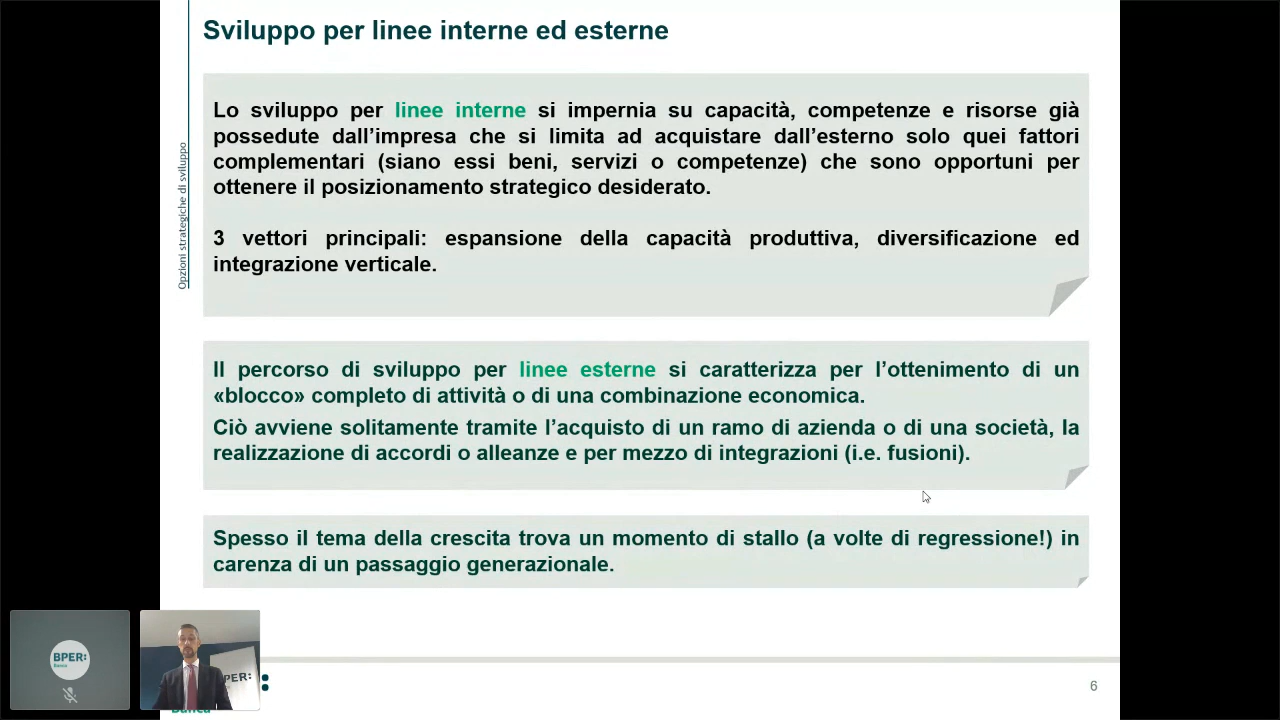 Sviluppo per linee interne ed esterne
Opzioni strategiche di sviluppo
Lo sviluppo per linee interne si impernia su capacità, competenze e risorse già
possedute dall'impresa che si limita ad acquistare dall'esterno solo quei fattori
complementari (siano essi beni, servizi o competenze) che sono opportuni per
ottenere il posizionamento strategico desiderato.
3 vettori principali: espansione della capacità produttiva, diversificazione ed
integrazione verticale.
Il percorso di sviluppo per linee esterne si caratterizza per l'ottenimento di un
«blocco» completo di attività o di una combinazione economica.
Ciò avviene solitamente tramite l'acquisto di un ramo di azienda o di una società, la
realizzazione di accordi o alleanze e per mezzo di integrazioni (i.e. fusioni).
Spesso il tema della crescita trova un momento di stallo (a volte di regressione!) in
carenza di un passaggio generazionale.
BPER:
Banca
PER:
Banca
6